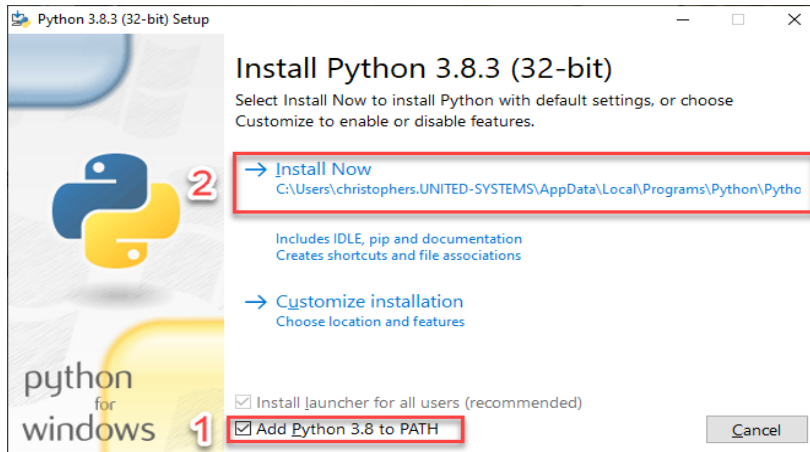 Python 3.8.3 (32-bit) Setup
Install Python 3.8.3 (32-bit)
Select Install Now to install Python with default settings, or choose
Customize to enable or disable features.
2
Install Now
C:\Users\christophers.UNITED-SYSTEMS\AppData\Local\Programs\Python\Pytho
Includes IDLE, pip and documentation
Creates shortcuts and file associations
Customize installation
Choose location and features
python
for
windows
Install launcher for all users (recommended)
1
Add Python 3.8 to PATH
Cancel